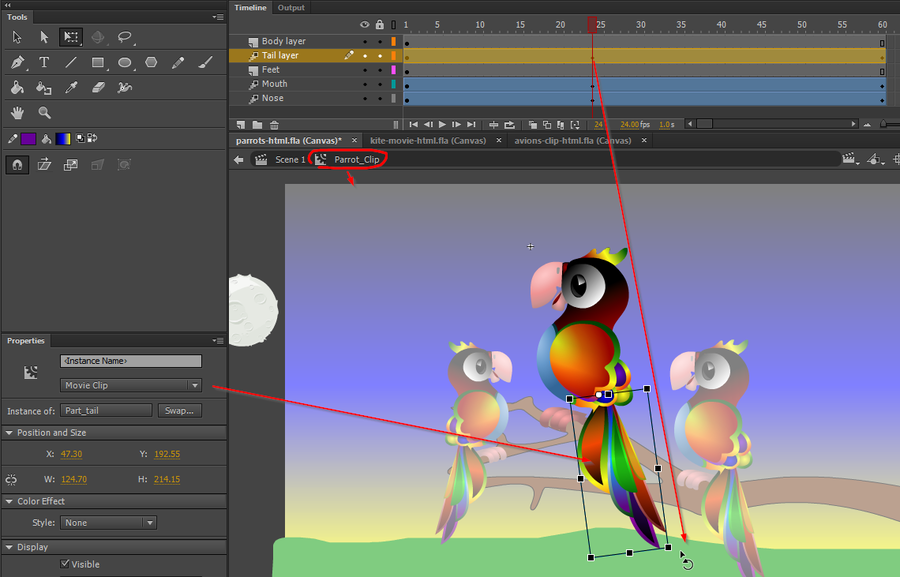 Tools
Timeline Output
1 5 10 15 20 25 30 35 40 45 50 55 60
Body layer
Tail layer
Feet
Mouth
Nose
24 24.00 fps 1.0 s
parrots-html.fla (Canvas)* × kite-movie-html.fla (Canvas) × avions-clip-html.fla (Canvas) ×
Scene 1 Parrot_Clip
Properties
<Instance Name>
Movie Clip
Instance of: Part_tail Swap...
Position and Size
X: 47.30 Y: 192.55
W: 124.70 H: 214.15
Color Effect
Style: None
Display
Visible